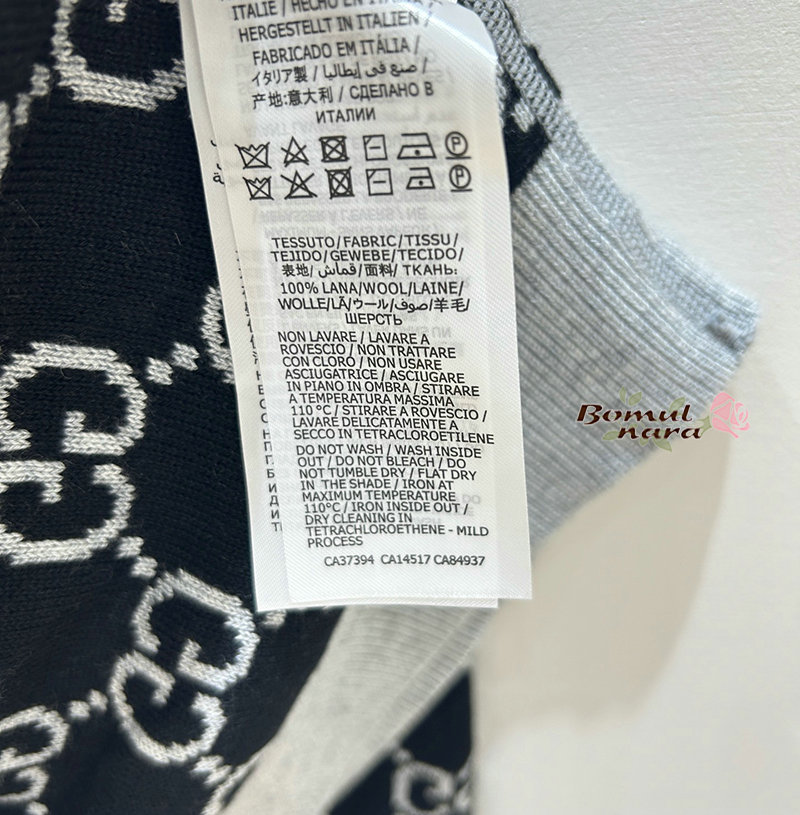 ITALIE / HECHO EN ITALIA
HERGESTELLT IN ITALIEN /
FABRICADO EM ITÁLIA /
イタリア製 / صنع في إيطاليا /
产地:意大利 / СДЕЛАНО В
ИТАЛИИ
TESSUTO/FABRIC/TISSU/
TEJIDO/GEWEBE/TECIDO/
表地/ قماش/面料/ ТКАНЬ:
100% LANA/WOOL/LAINE/
WOLLE/LÃ/ウール/صوف/羊毛/
ШЕРСТЬ
NON LAVARE / LAVARE A
ROVESCIO / NON TRATTARE
CON CLORO / NON USARE
ASCIUGATRICE / ASCIUGARE
IN PIANO IN OMBRA / STIRARE
A TEMPERATURA MASSIMA
110 °C / STIRARE A ROVESCIO /
LAVARE DELICATAMENTE A
SECCO IN TETRACLOROETILENE
DO NOT WASH / WASH INSIDE
OUT / DO NOT BLEACH / DO
NOT TUMBLE DRY / FLAT DRY
IN THE SHADE / IRON AT
MAXIMUM TEMPERATURE
110°C / IRON INSIDE OUT /
DRY CLEANING IN
TETRACHLOROETHENE - MILD
PROCESS
CA37394 CA14517 CA84937
Bomul
nara